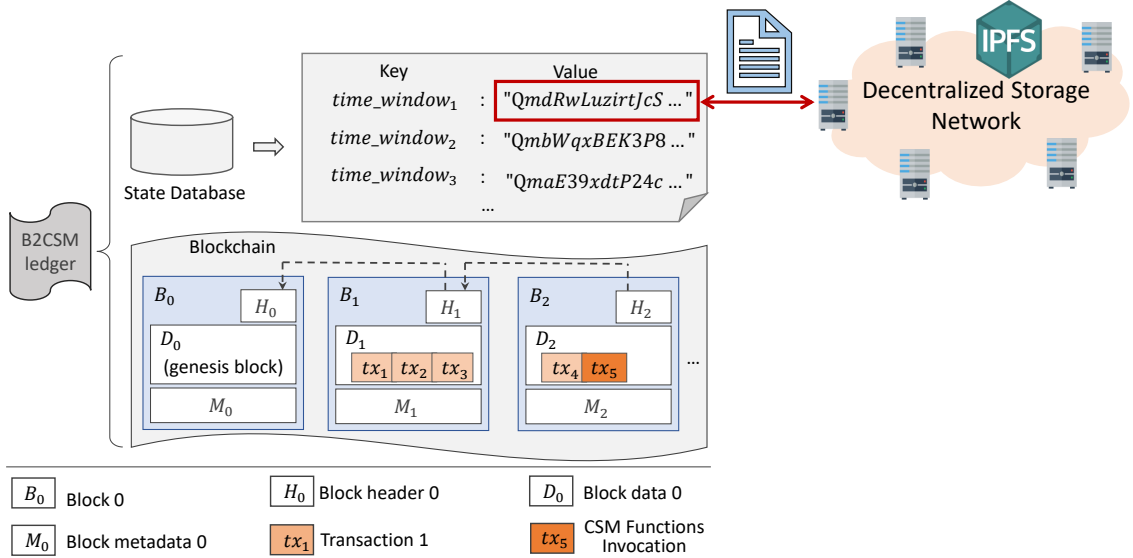 Key Value
time_window₁ : "QmdRwLuzirtJcS ..."
time_window₂ : "QmbWqxBEK3P8 ..."
time_window₃ : "QmaE39xdtP24c ..."
...
IPFS
Decentralized Storage
Network
State Database
B2CSM
ledger
Blockchain
B₀ H₀
D₀
(genesis block)
M₀
B₁ H₁
D₁
tx₁ tx₂ tx₃
M₁
B₂ H₂
D₂
tx₄ tx₅
M₂
...
B₀ Block 0
H₀ Block header 0
D₀ Block data 0
M₀ Block metadata 0
tx₁ Transaction 1
tx₅ CSM Functions
Invocation